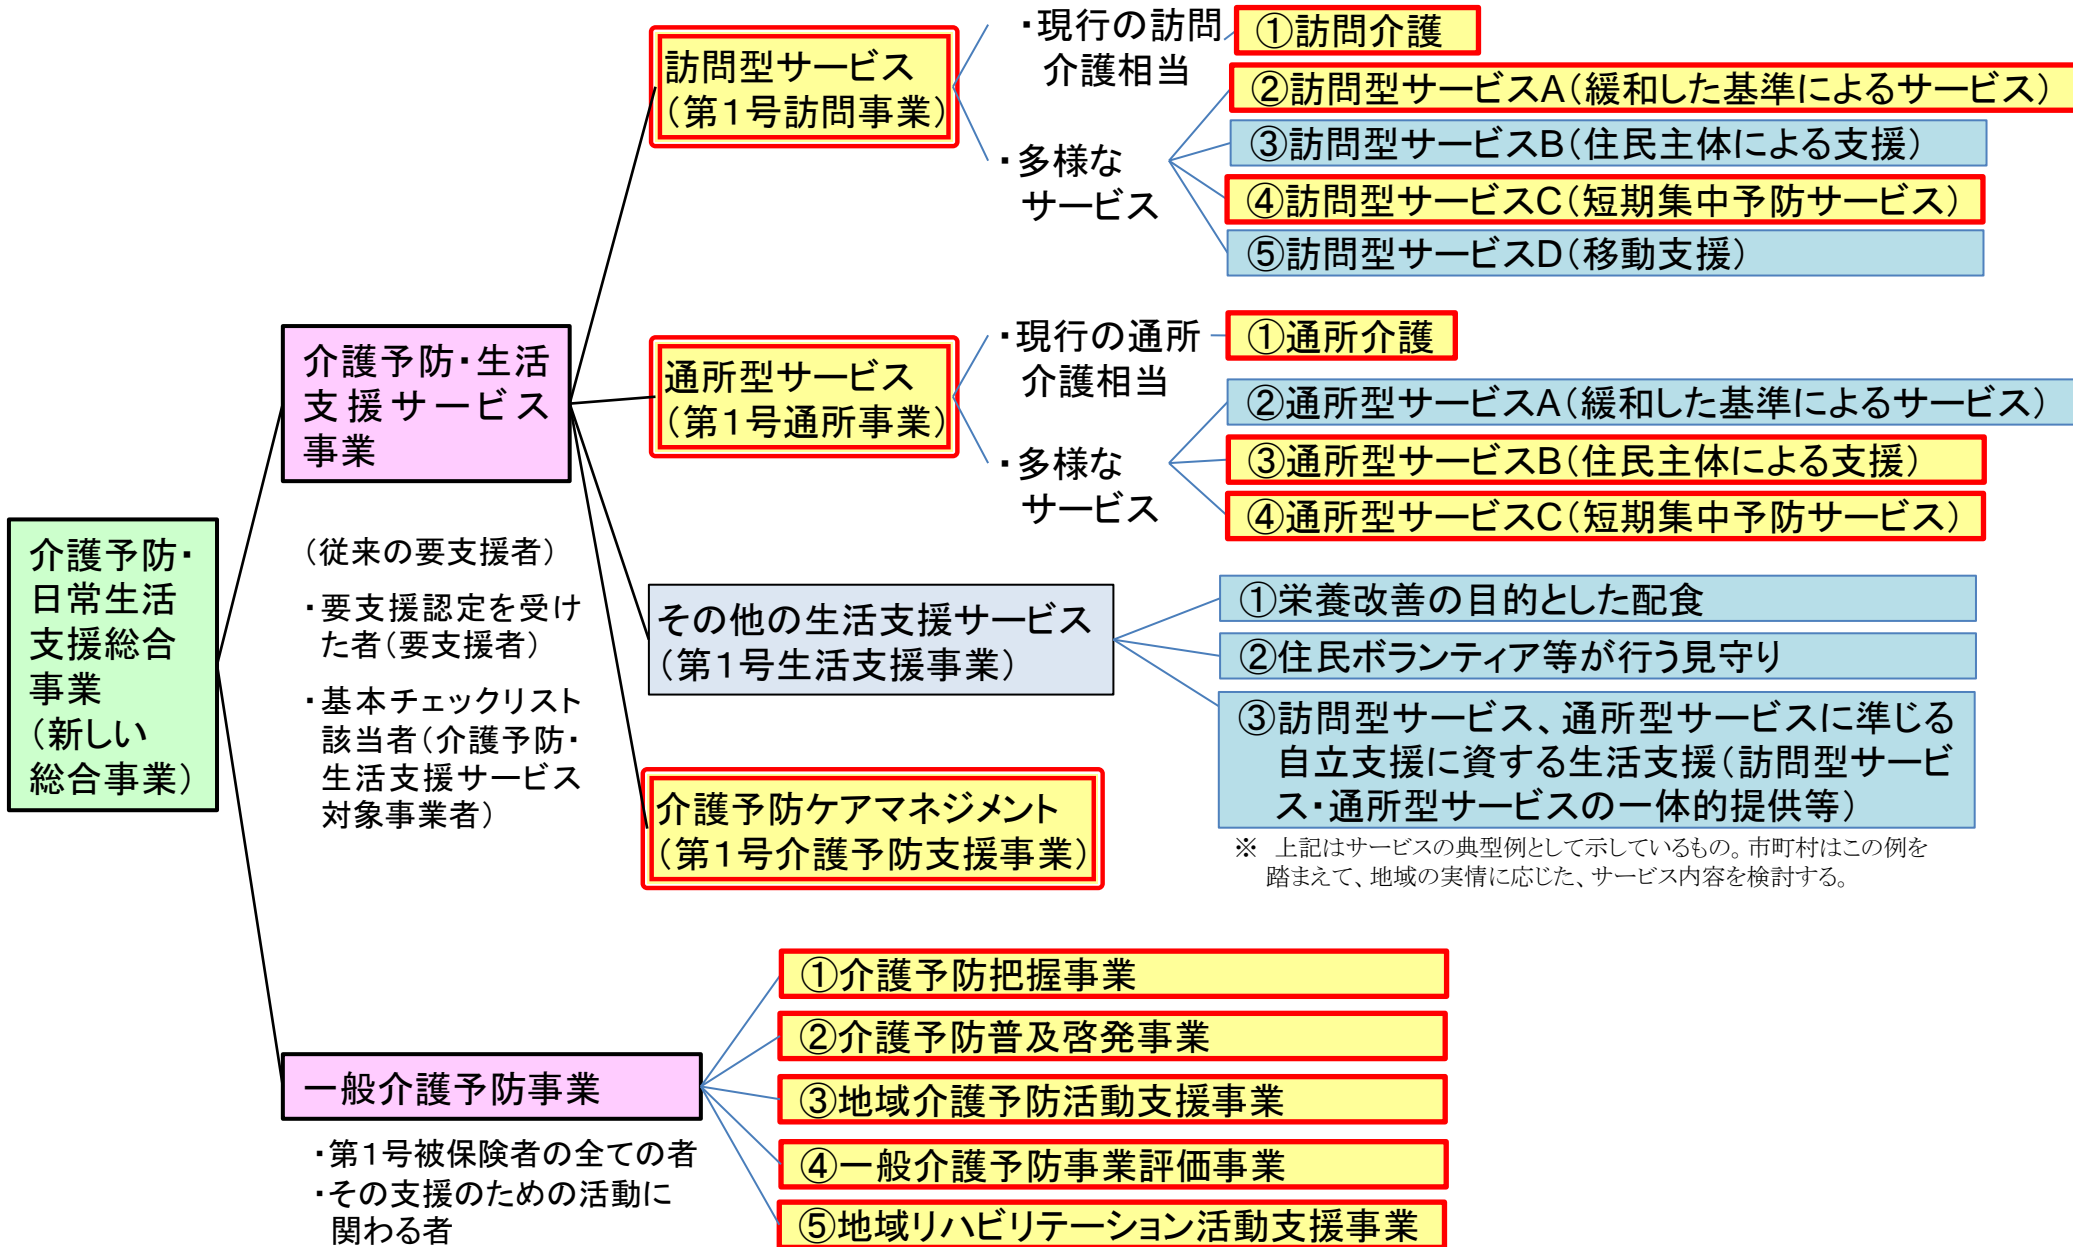 介護予防・
日常生活
支援総合
事業
（新しい
総合事業）
介護予防・生活
支援サービス
事業
（従来の要支援者）
・要支援認定を受け
た者（要支援者）
・基本チェックリスト
該当者（介護予防・
生活支援サービス
対象事業者）
訪問型サービス
（第1号訪問事業）
・現行の訪問
介護相当
①訪問介護
・多様な
サービス
②訪問型サービスA（緩和した基準によるサービス）
③訪問型サービスB（住民主体による支援）
④訪問型サービスC（短期集中予防サービス）
⑤訪問型サービスD（移動支援）
通所型サービス
（第1号通所事業）
・現行の通所
介護相当
①通所介護
・多様な
サービス
②通所型サービスA（緩和した基準によるサービス）
③通所型サービスB（住民主体による支援）
④通所型サービスC（短期集中予防サービス）
その他の生活支援サービス
（第1号生活支援事業）
①栄養改善の目的とした配食
②住民ボランティア等が行う見守り
③訪問型サービス、通所型サービスに準じる
自立支援に資する生活支援（訪問型サービ
ス・通所型サービスの一体的提供等）
介護予防ケアマネジメント
（第1号介護予防支援事業）
※　上記はサービスの典型例として示しているもの。市町村はこの例を
踏まえて、地域の実情に応じた、サービス内容を検討する。
一般介護予防事業
・第1号被保険者の全ての者
・その支援のための活動に
関わる者
①介護予防把握事業
②介護予防普及啓発事業
③地域介護予防活動支援事業
④一般介護予防事業評価事業
⑤地域リハビリテーション活動支援事業